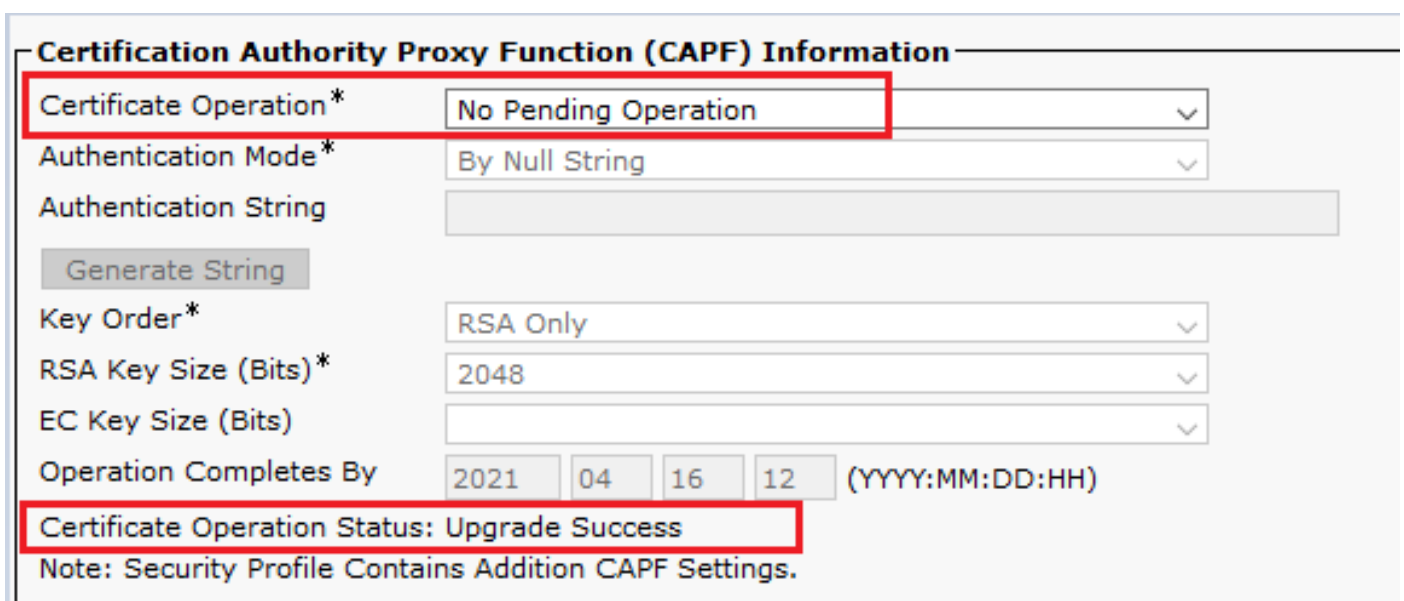 Certification Authority Proxy Function (CAPF) Information
Certificate Operation* No Pending Operation
Authentication Mode* By Null String
Authentication String
Generate String
Key Order* RSA Only
RSA Key Size (Bits)* 2048
EC Key Size (Bits)
Operation Completes By 2021 04 16 12 (YYYY:MM:DD:HH)
Certificate Operation Status: Upgrade Success
Note: Security Profile Contains Addition CAPF Settings.